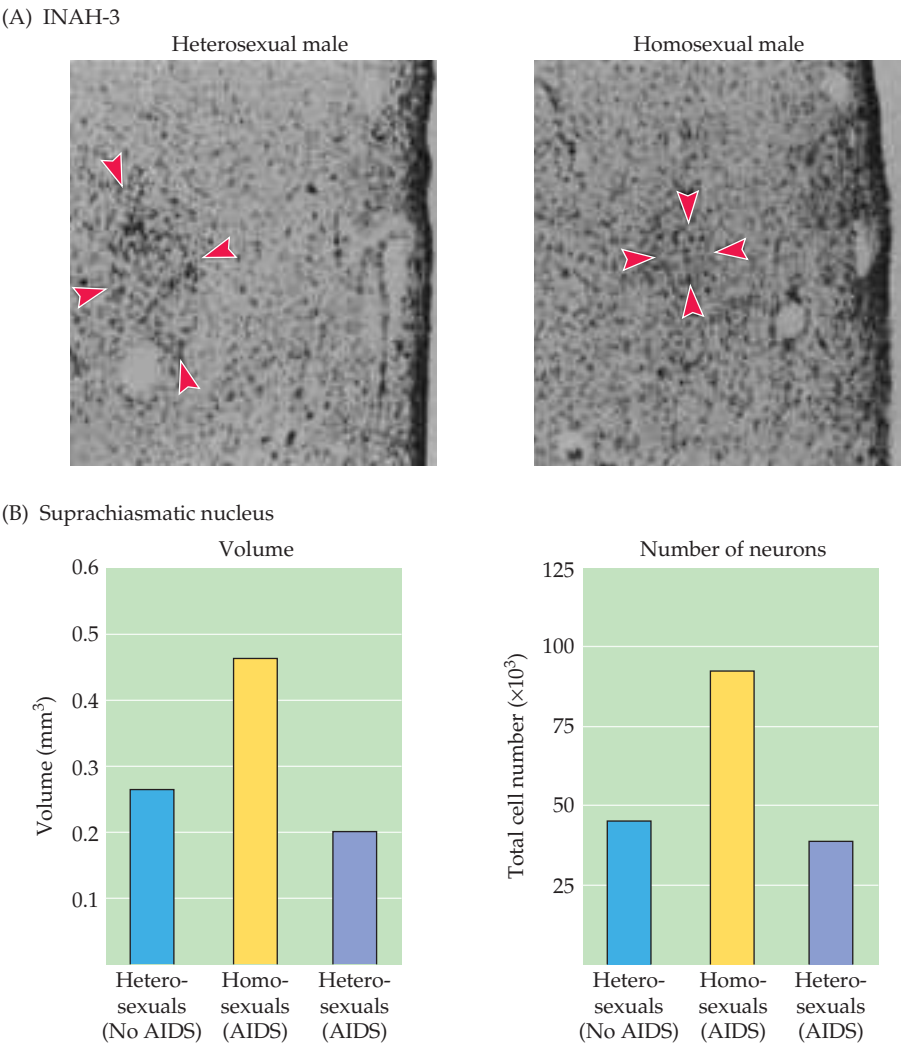 (A) INAH-3
Heterosexual male
Homosexual male
(B) Suprachiasmatic nucleus
Volume
0.6
0.5
0.4
0.3
0.2
0.1
Volume (mm³)
Hetero-
sexuals
(No AIDS)
Homo-
sexuals
(AIDS)
Hetero-
sexuals
(AIDS)
Number of neurons
125
100
75
50
25
Total cell number (×10³)
Hetero-
sexuals
(No AIDS)
Homo-
sexuals
(AIDS)
Hetero-
sexuals
(AIDS)